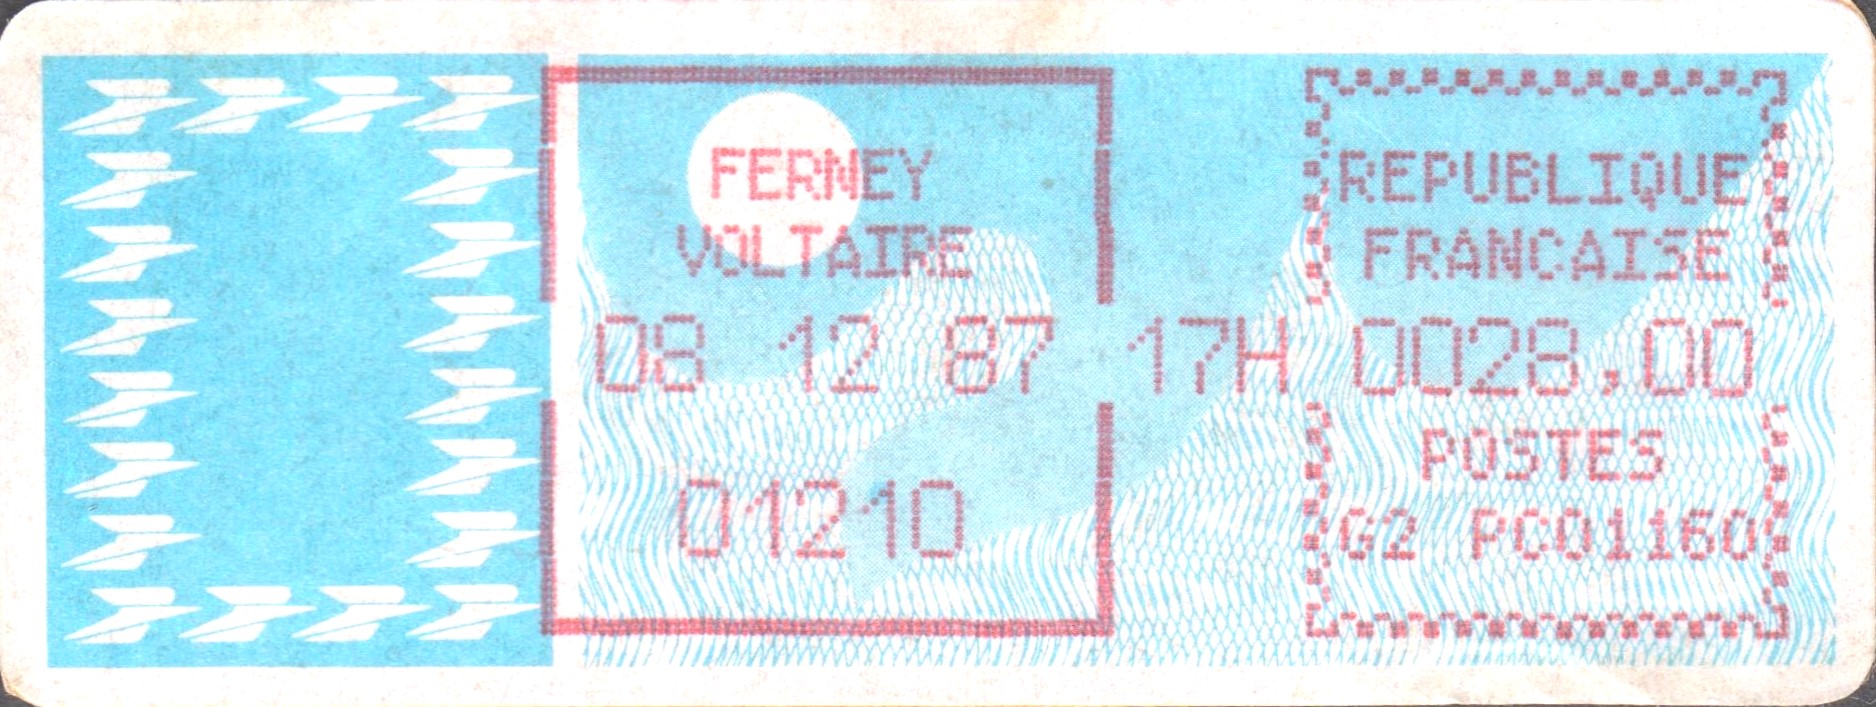 FERNEY
VOLTAIRE
08 12 87 17H
01210
REPUBLIQUE
FRANCAISE
0028,00
POSTES
G2 PC01160